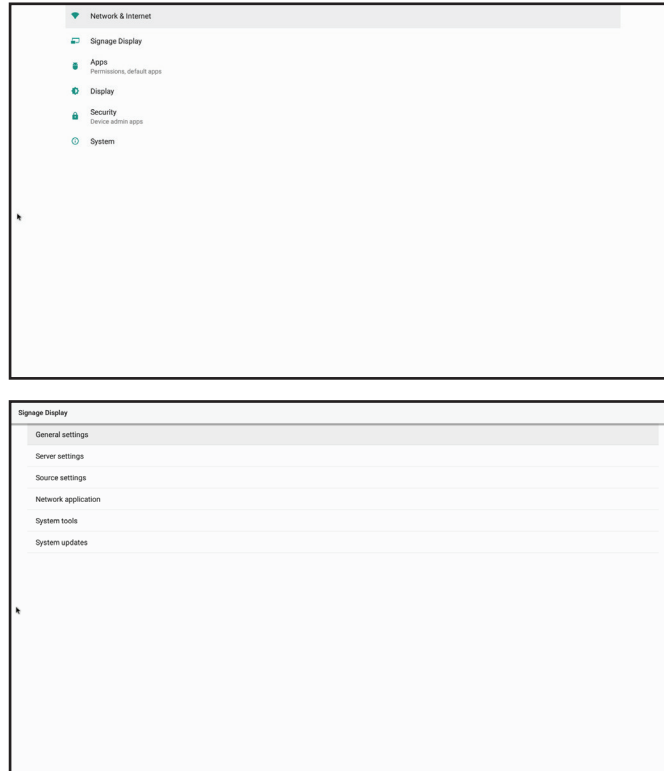 Network & Internet
Signage Display
Apps
Permissions, default apps
Display
Security
Device admin apps
System
Signage Display
General settings
Server settings
Source settings
Network application
System tools
System updates